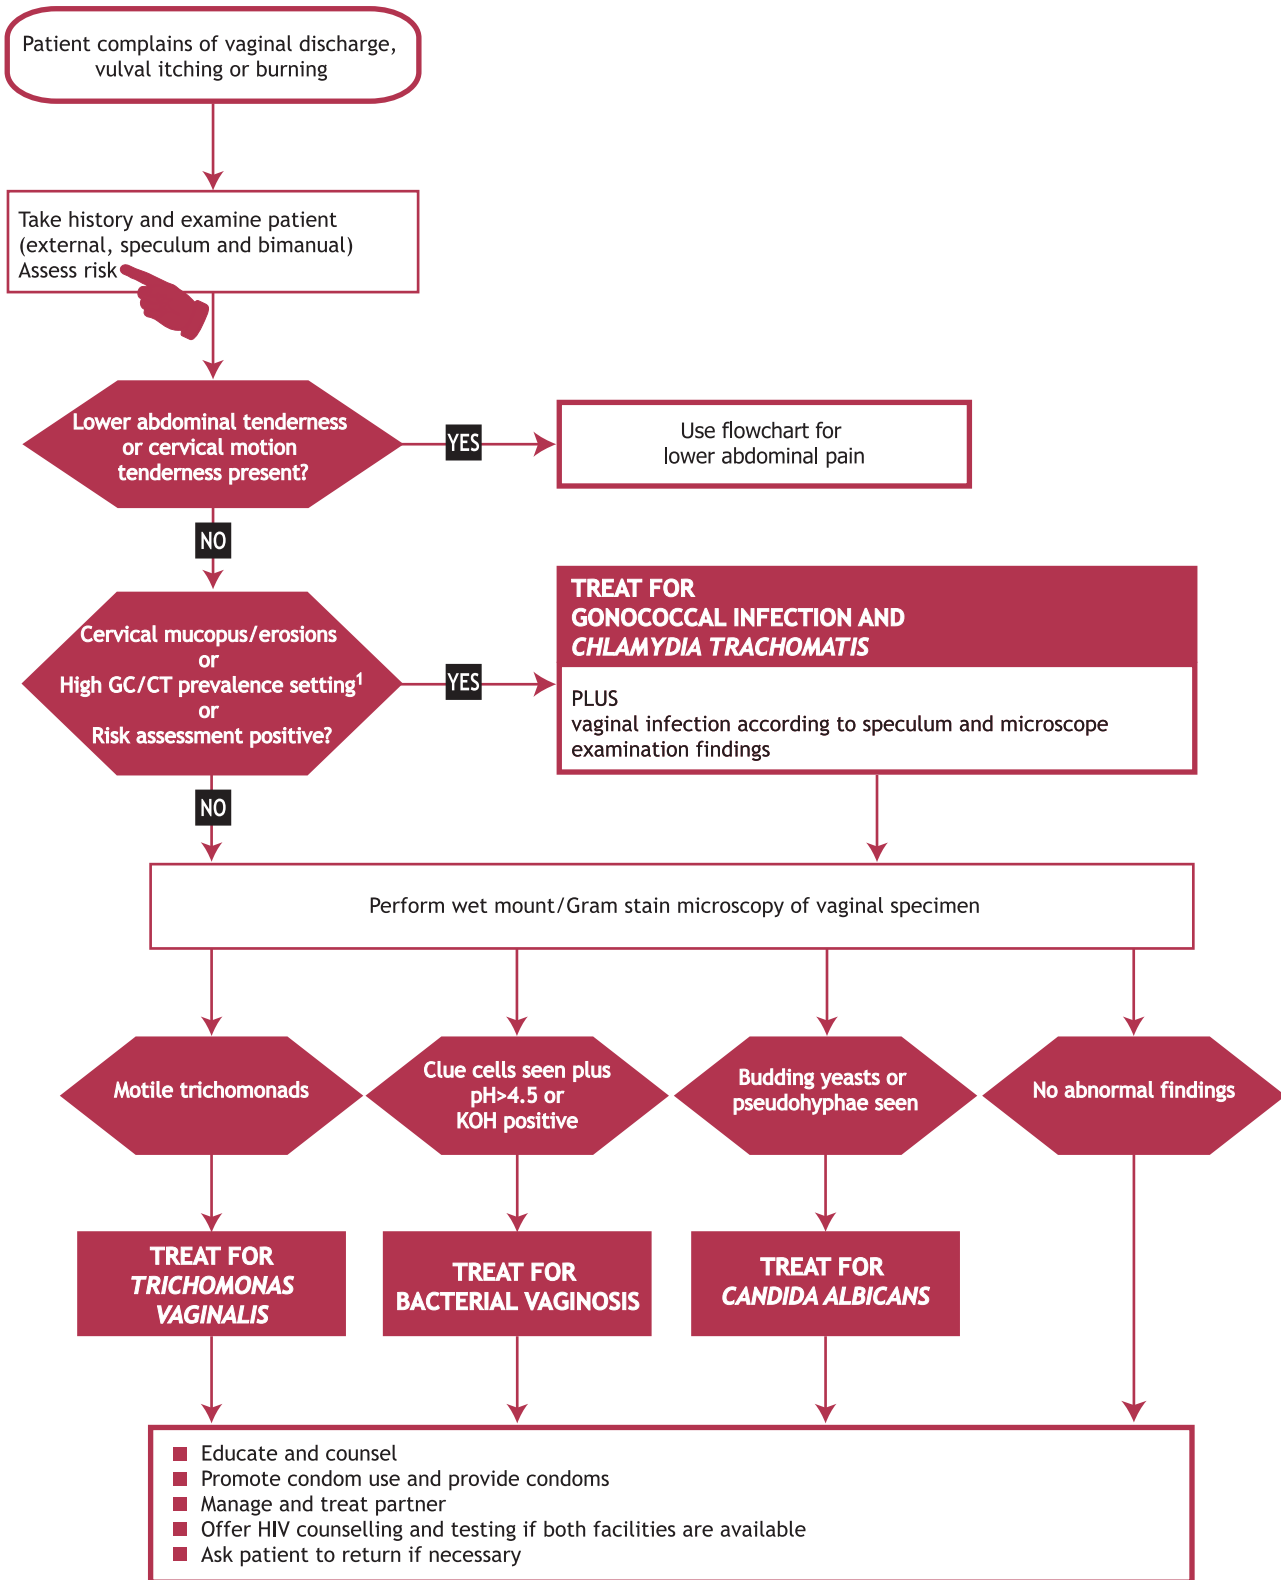 Patient complains of vaginal discharge,
vulval itching or burning
Take history and examine patient
(external, speculum and bimanual)
Assess risk
Lower abdominal tenderness
or cervical motion
tenderness present?
YES
Use flowchart for
lower abdominal pain
NO
Cervical mucopus/erosions
or
High GC/CT prevalence setting1
or
Risk assessment positive?
YES
TREAT FOR
GONOCOCCAL INFECTION AND
CHLAMYDIA TRACHOMATIS
PLUS
vaginal infection according to speculum and microscope
examination findings
NO
Perform wet mount/Gram stain microscopy of vaginal specimen
Motile trichomonads
Clue cells seen plus
pH>4.5 or
KOH positive
Budding yeasts or
pseudohyphae seen
No abnormal findings
TREAT FOR
TRICHOMONAS
VAGINALIS
TREAT FOR
BACTERIAL VAGINOSIS
TREAT FOR
CANDIDA ALBICANS
Educate and counsel
Promote condom use and provide condoms
Manage and treat partner
Offer HIV counselling and testing if both facilities are available
Ask patient to return if necessary